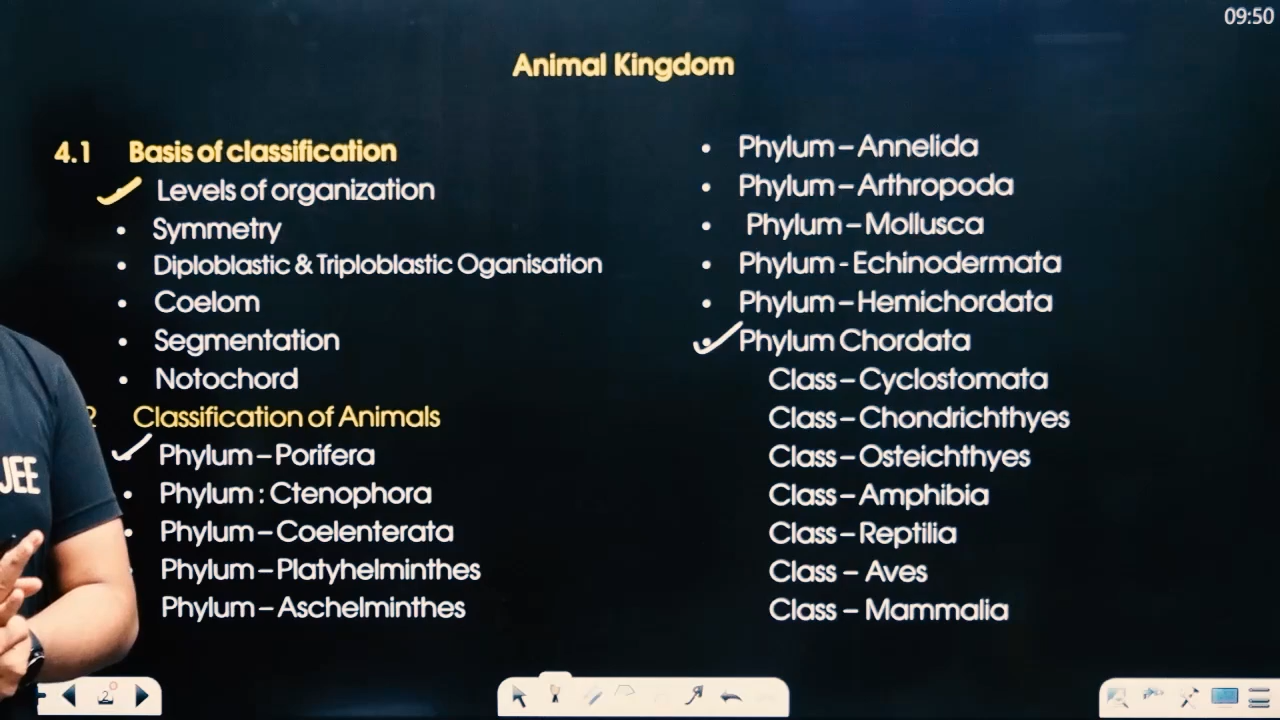 09:50
Animal Kingdom
4.1 Basis of classification
Levels of organization
• Symmetry
• Diploblastic & Triploblastic Oganisation
• Coelom
• Segmentation
• Notochord
2 Classification of Animals
Phylum – Porifera
• Phylum : Ctenophora
• Phylum – Coelenterata
Phylum – Platyhelminthes
Phylum – Aschelminthes
• Phylum – Annelida
• Phylum – Arthropoda
• Phylum – Mollusca
• Phylum - Echinodermata
• Phylum – Hemichordata
• Phylum Chordata
Class – Cyclostomata
Class – Chondrichthyes
Class – Osteichthyes
Class – Amphibia
Class – Reptilia
Class – Aves
Class – Mammalia
JEE
2